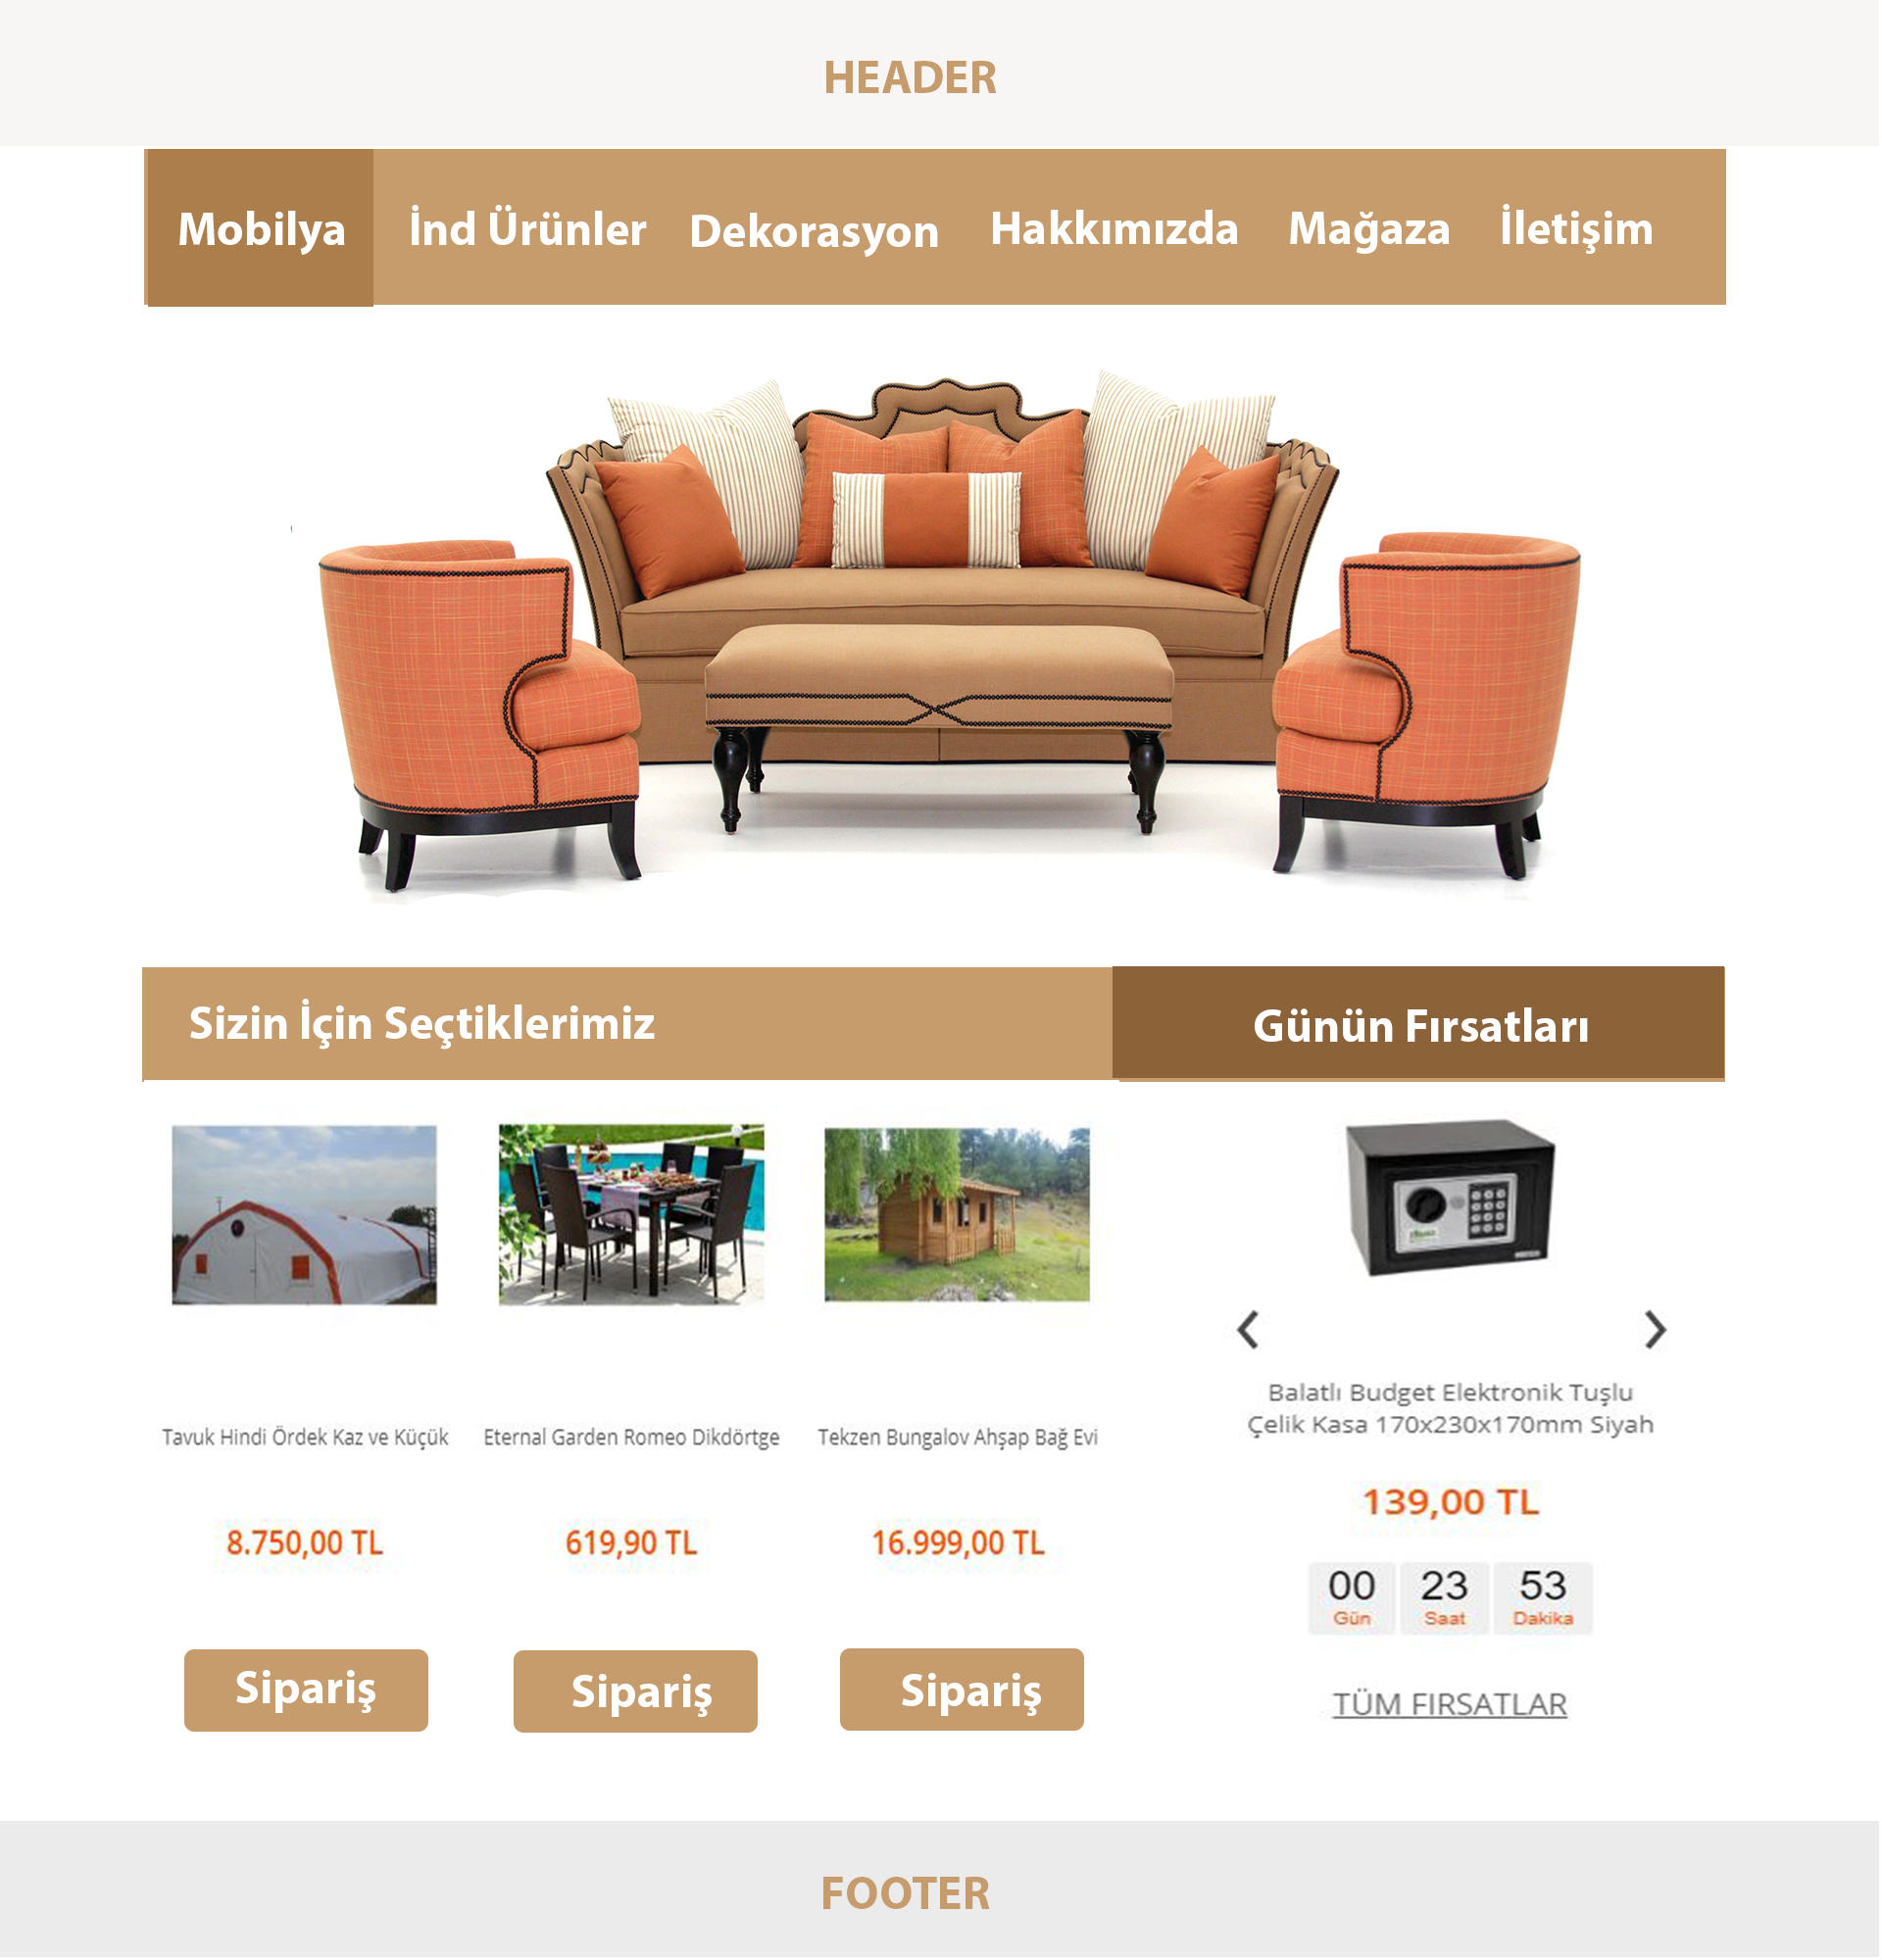 HEADER
Mobilya İnd Ürünler Dekorasyon Hakkımızda Mağaza İletişim
Sizin İçin Seçtiklerimiz
Günün Fırsatları
Tavuk Hindi Ördek Kaz ve Küçük
8.750,00 TL
Sipariş
Eternal Garden Romeo Dikdörtge
619,90 TL
Sipariş
Tekzen Bungalov Ahşap Bağ Evi
16.999,00 TL
Sipariş
Balatlı Budget Elektronik Tuşlu
Çelik Kasa 170x230x170mm Siyah
139,00 TL
00 23 53
Gün Saat Dakika
TÜM FIRSATLAR
FOOTER